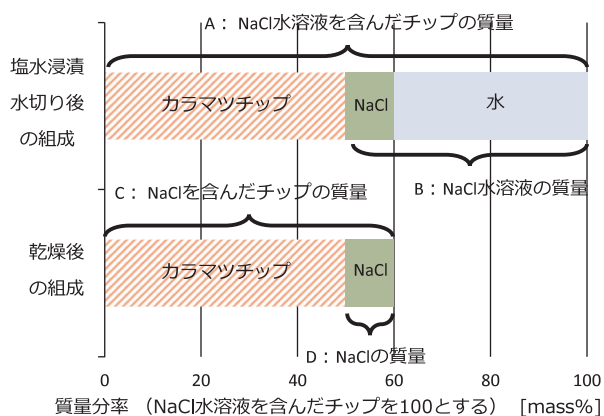 A：NaCl水溶液を含んだチップの質量
塩水浸漬
水切り後
の組成
カラマツチップ
NaCl
水
B：NaCl水溶液の質量
C：NaClを含んだチップの質量
乾燥後
の組成
カラマツチップ
NaCl
D：NaClの質量
0 20 40 60 80 100
質量分率 （NaCl水溶液を含んだチップを100とする） [mass%]